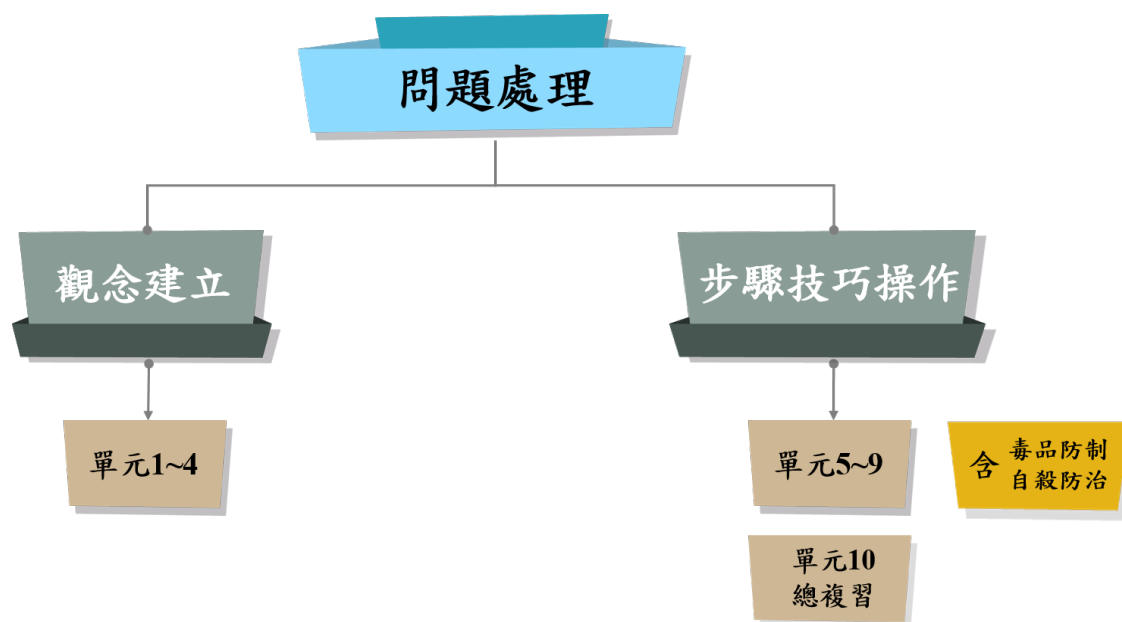 問題處理
觀念建立
步驟技巧操作
單元1~4
單元5~9
含
毒品防制
自殺防治
單元10
總複習